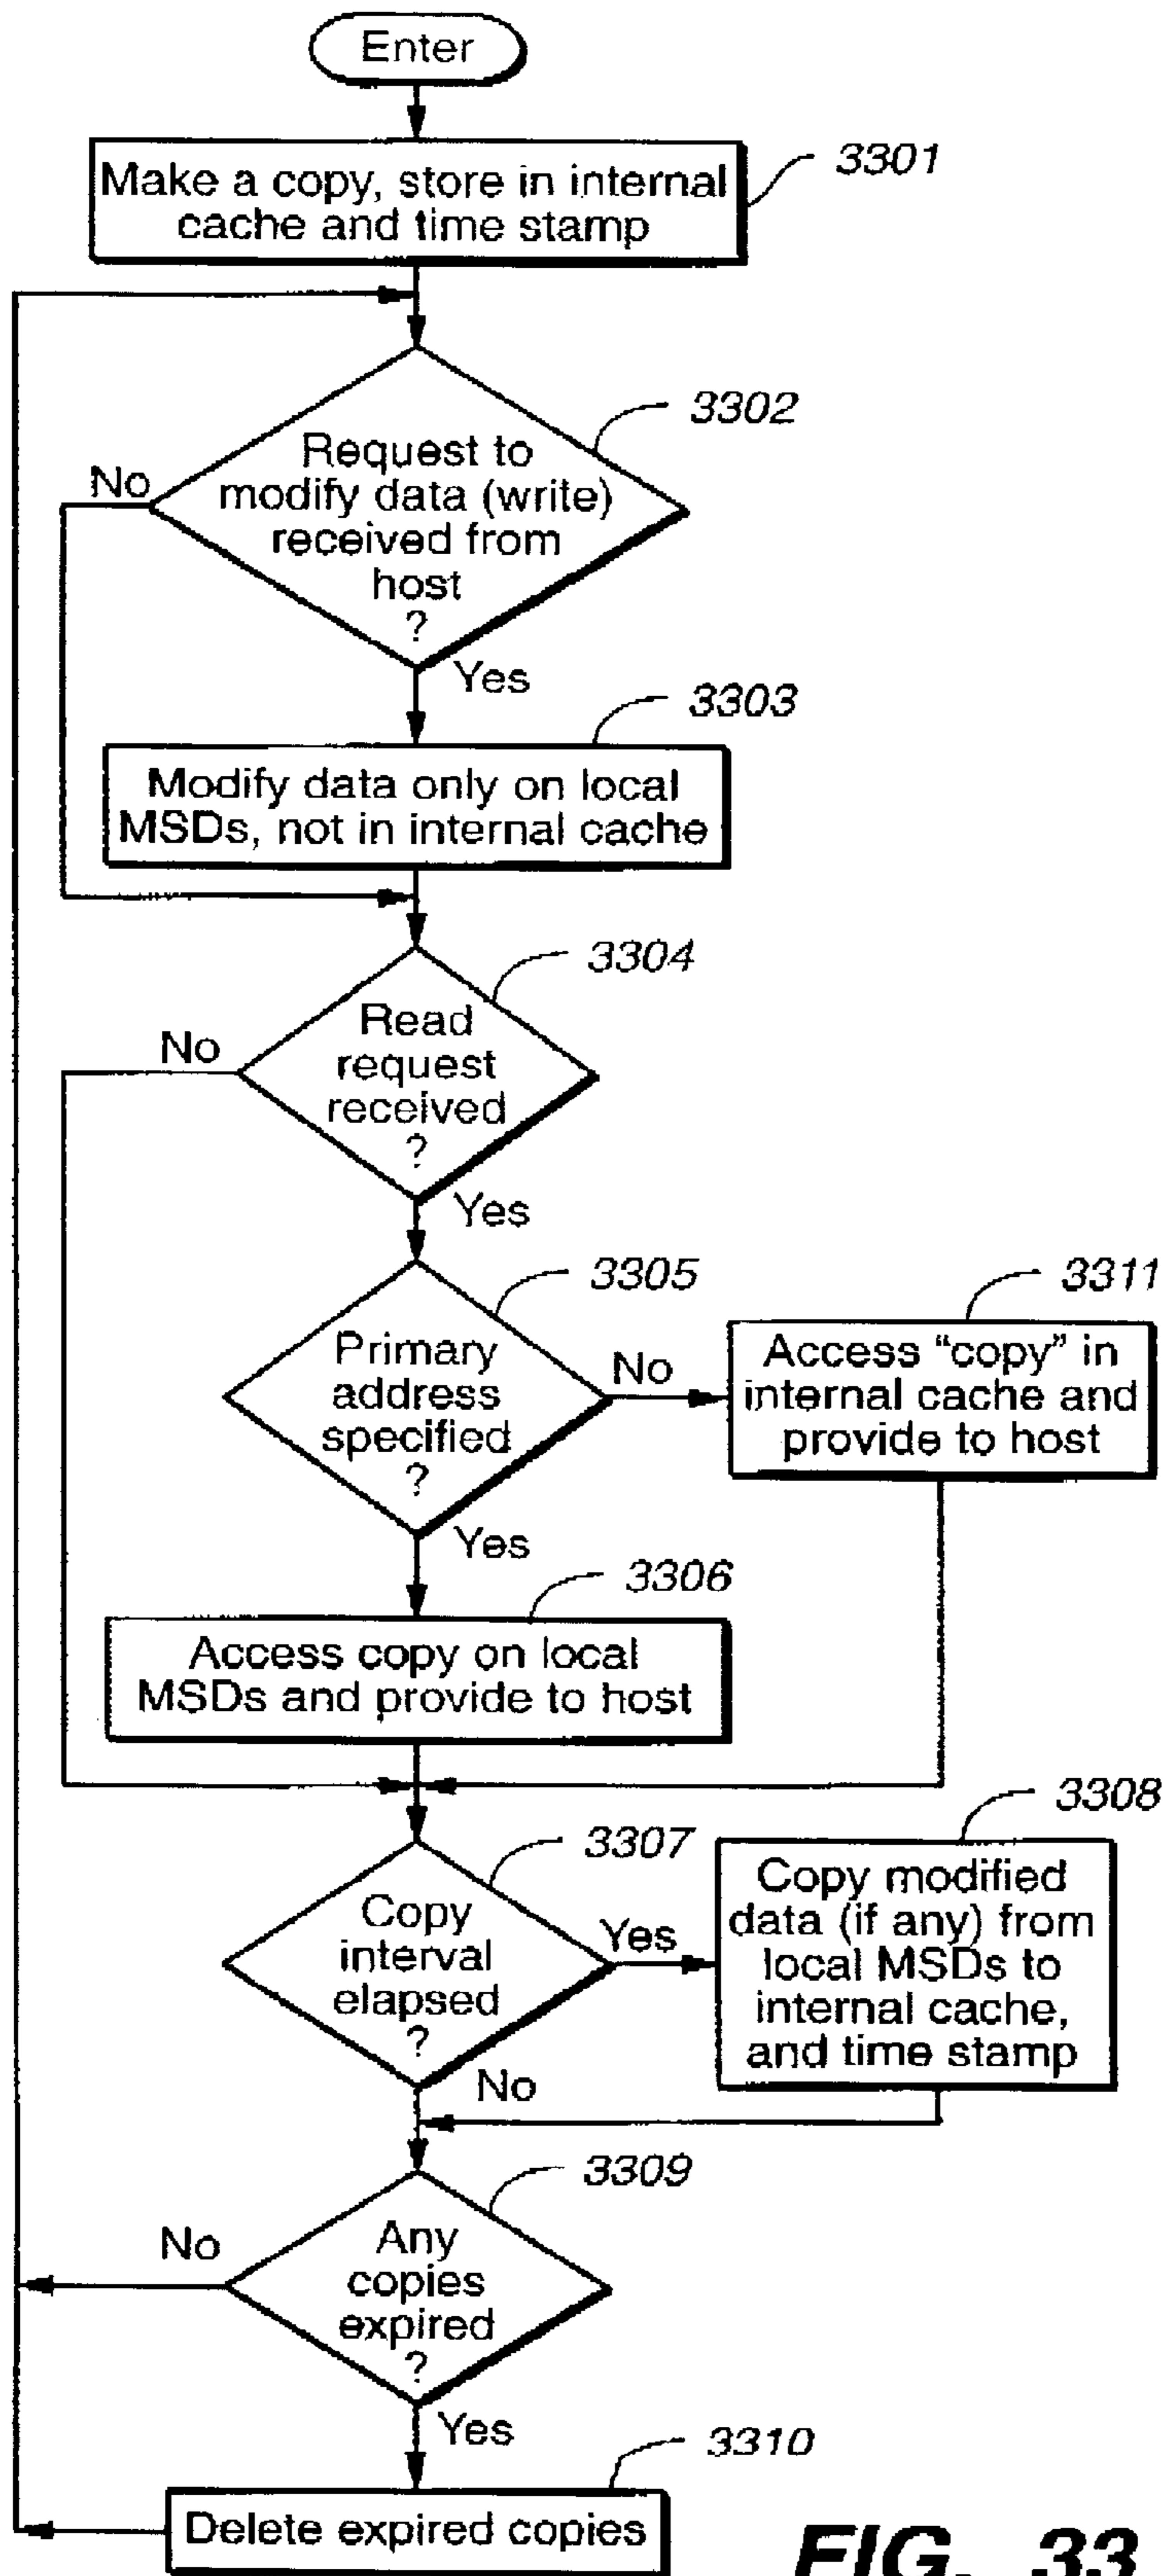 Enter
Make a copy, store in internal
cache and time stamp
3301
Request to
modify data (write)
received from
host
?
3302
No
Yes
Modify data only on local
MSDs, not in internal cache
3303
Read
request
received
?
3304
No
Yes
Primary
address
specified
?
3305
No
Access “copy” in
internal cache and
provide to host
3311
Yes
Access copy on local
MSDs and provide to host
3306
Copy
interval
elapsed
?
3307
Yes
Copy modified
data (if any) from
local MSDs to
internal cache,
and time stamp
3308
No
Any
copies
expired
?
3309
No
Yes
Delete expired copies
3310
FIG. 33